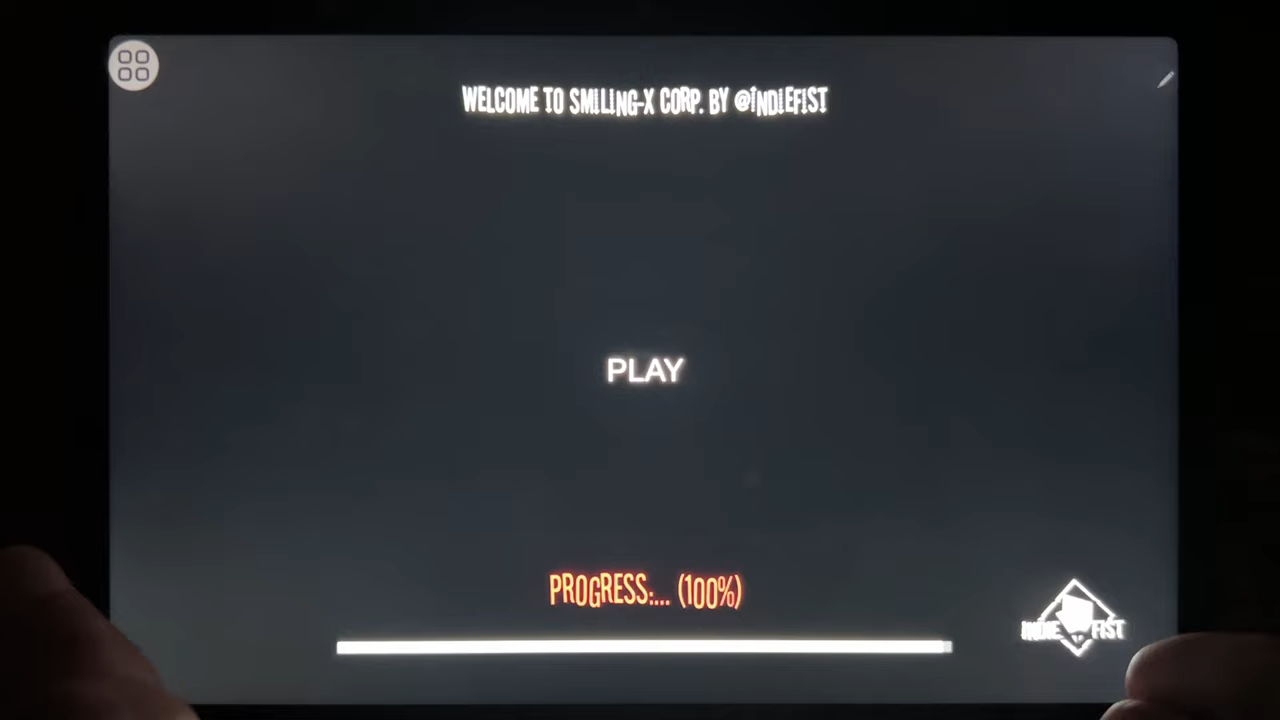 WELCOME TO SMILING-X CORP. BY @INDIEFIST
PLAY
PROGRESS:... (100%)
INDIE FIST